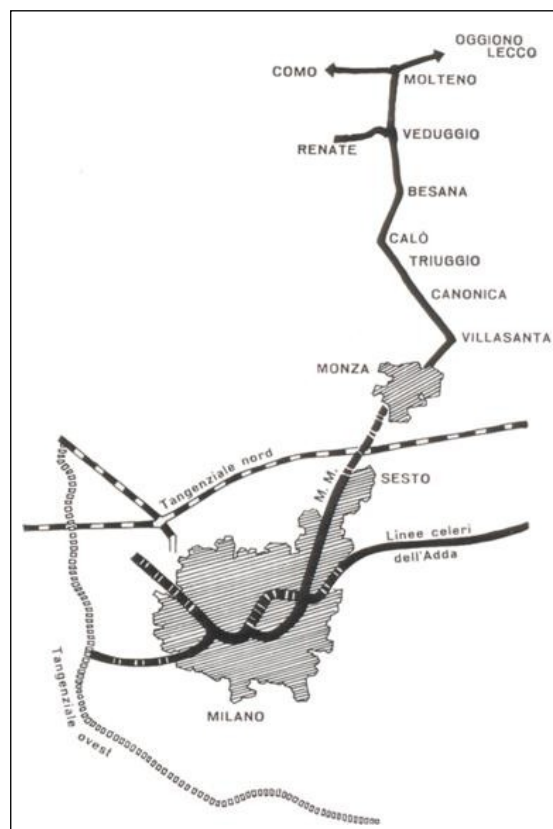 OGGIONO
LECCO
COMO
MOLTENO
VEDUGGIO
RENATE
BESANA
CALÒ
TRIUGGIO
CANONICA
VILLASANTA
MONZA
Tangenziale nord
M. M.
SESTO
Linee celeri
dell'Adda
Tangenziale
ovest
MILANO